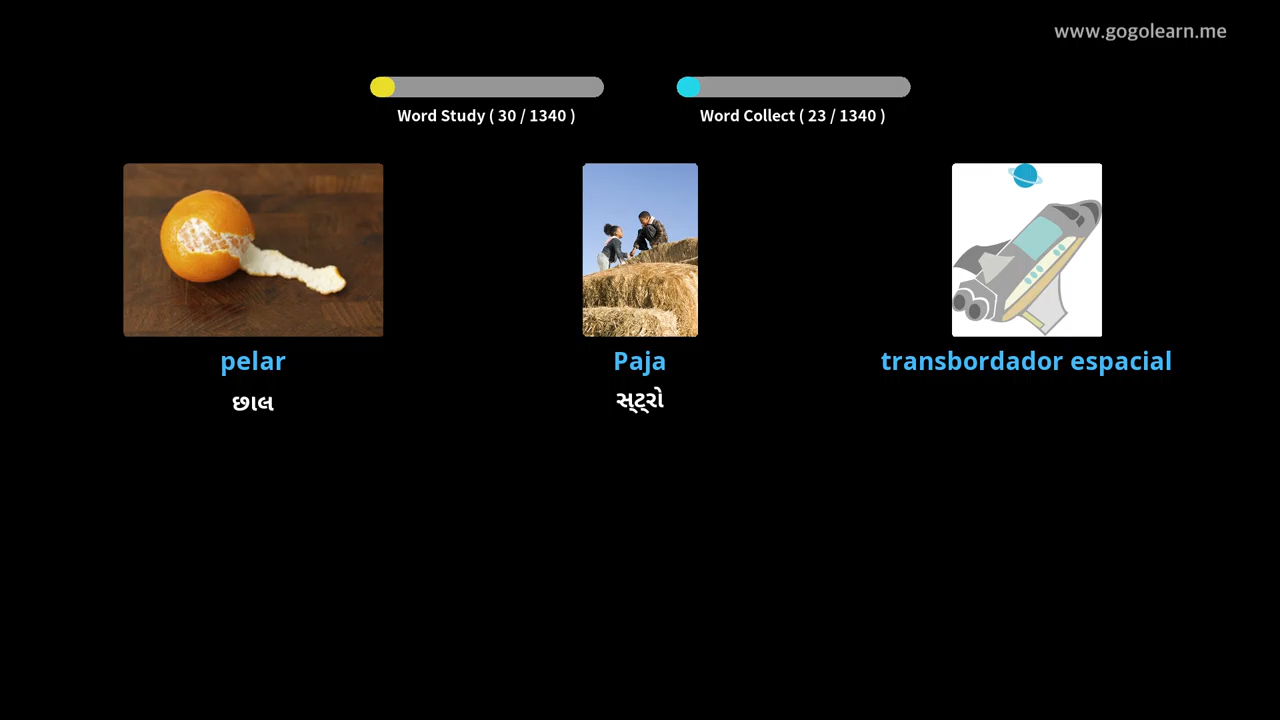 www.gogolearn.me
Word Study ( 30 / 1340 )
Word Collect ( 23 / 1340 )
pelar
Paja
transbordador espacial
છાલ
સ્ટ્રો